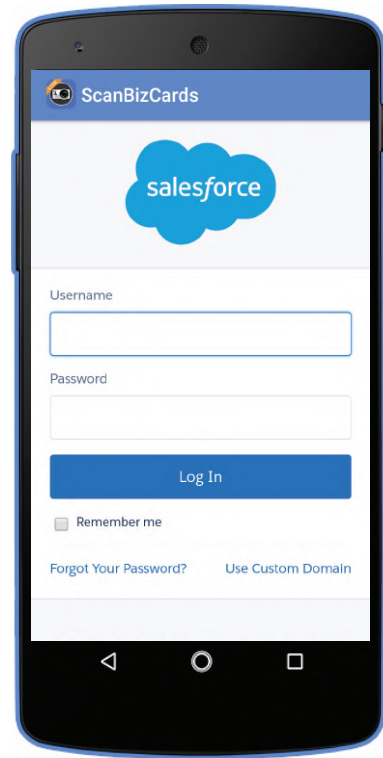 ScanBizCards
salesforce
Username
Password
Log In
Remember me
Forgot Your Password? Use Custom Domain